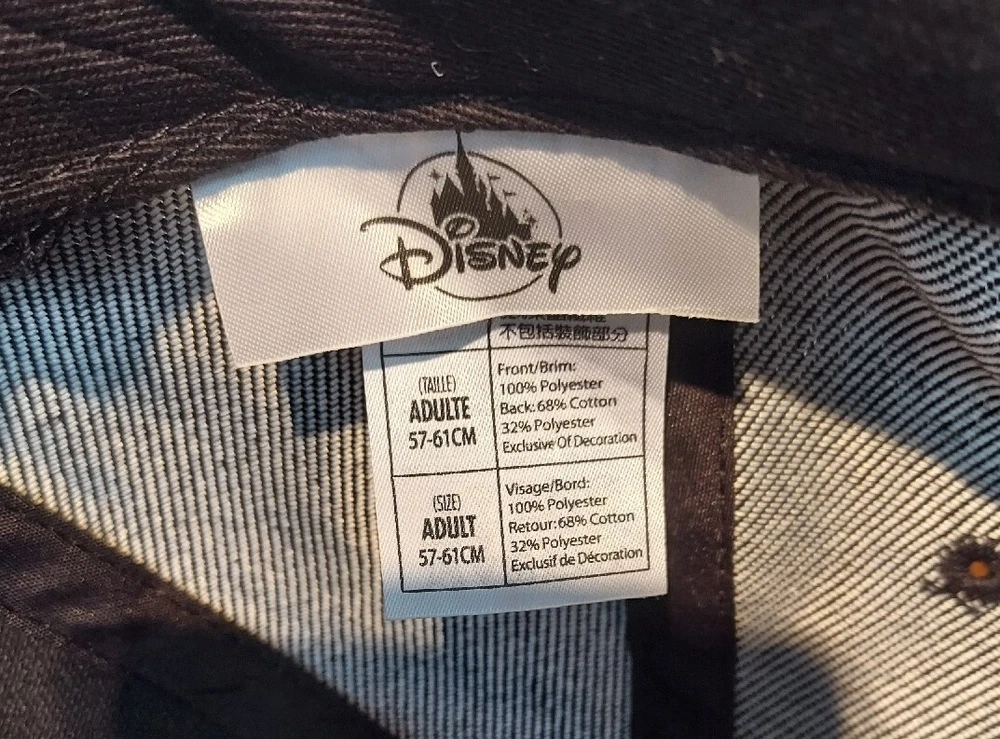 Disney
不包括裝飾部分
(TAILLE)
ADULTE
57-61CM
Front/Brim:
100% Polyester
Back: 68% Cotton
32% Polyester
Exclusive Of Decoration
(SIZE)
ADULT
57-61CM
Visage/Bord:
100% Polyester
Retour: 68% Cotton
32% Polyester
Exclusif de Décoration